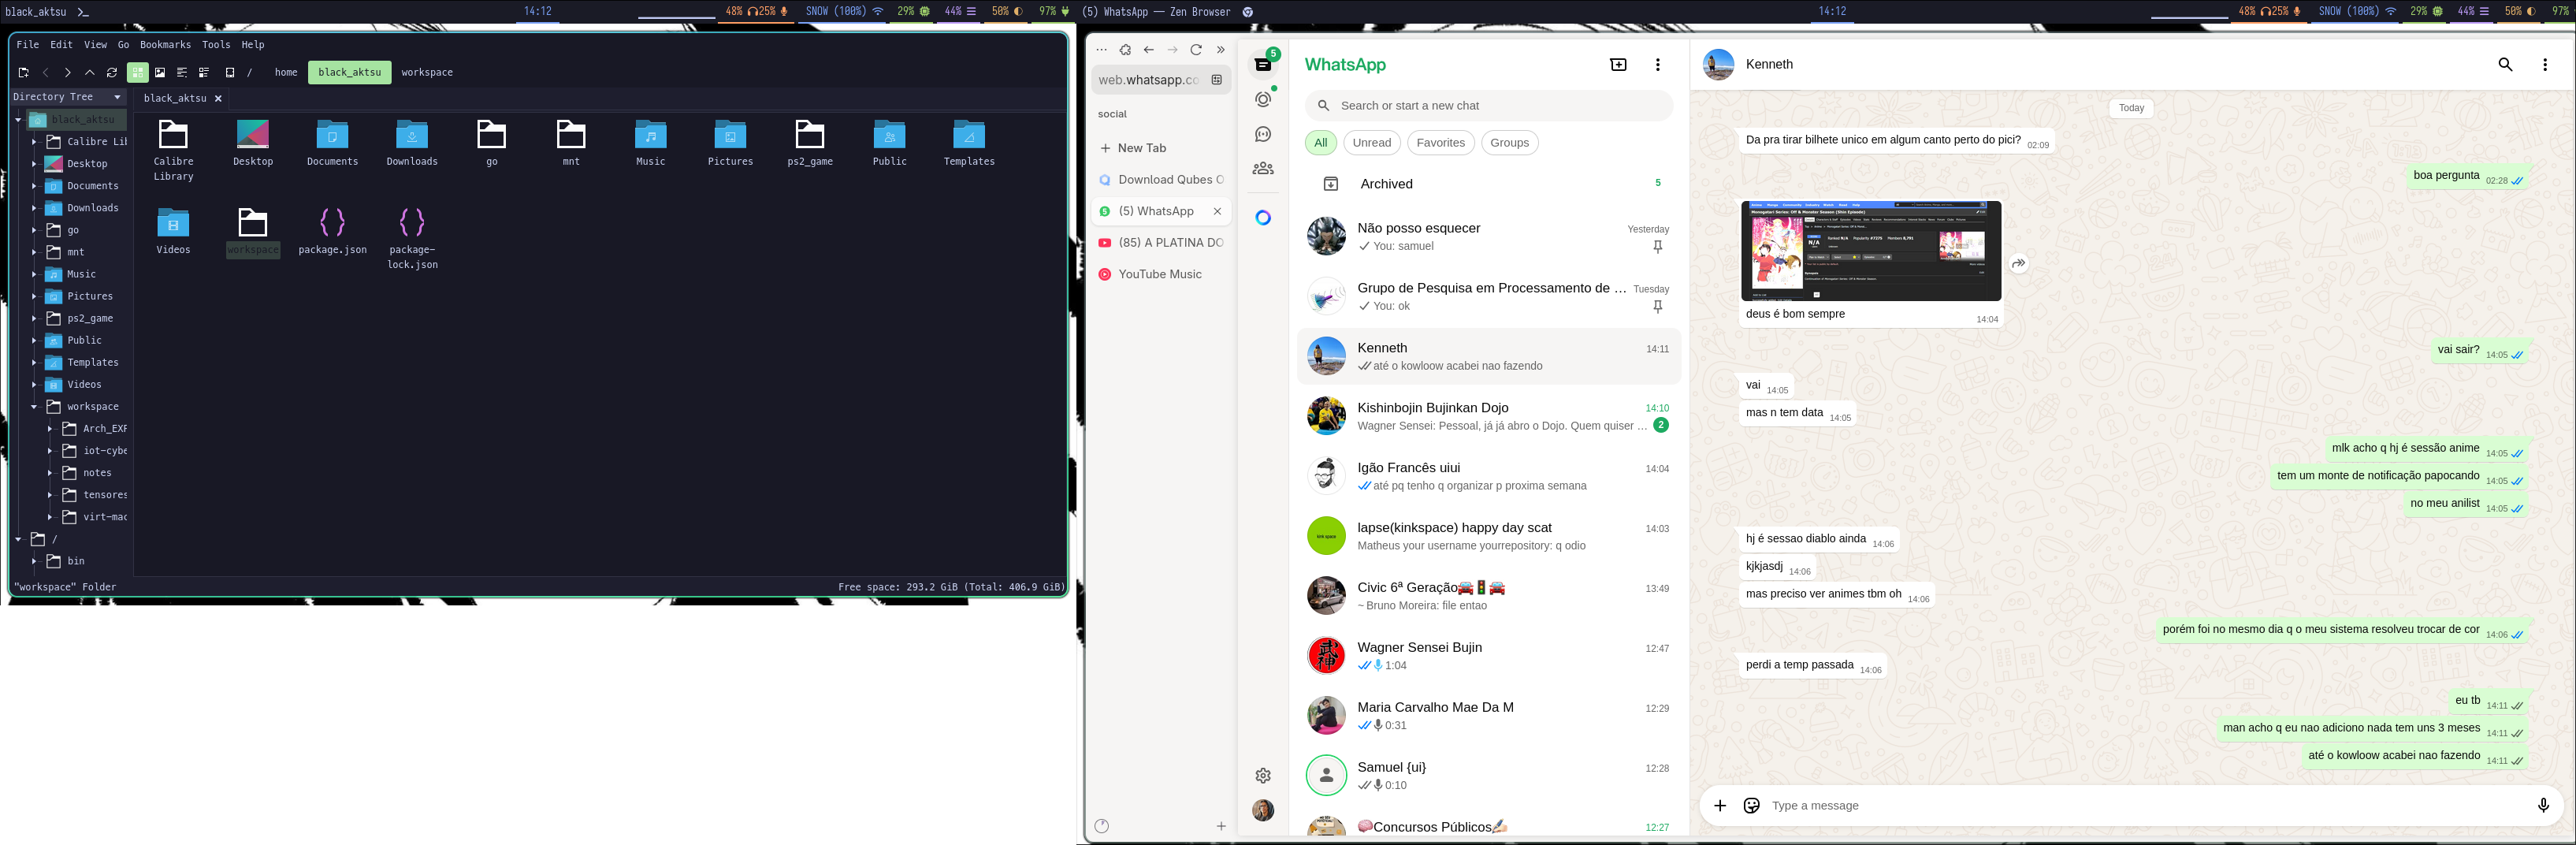 black_aktsu
14:12
48% 25%
SNOW (100%)
29%
44%
50%
97%
File Edit View Go Bookmarks Tools Help
/ home black_aktsu workspace
Directory Tree
black_aktsu
Calibre Lib
Desktop
Documents
Downloads
go
mnt
Music
Pictures
ps2_game
Public
Templates
Videos
workspace
Arch_EXP
iot-cybe
notes
tensores
virt-mac
/
bin
black_aktsu
Calibre
Library
Desktop
Documents
Downloads
go
mnt
Music
Pictures
ps2_game
Public
Templates
Videos
workspace
package.json
package-
lock.json
"workspace" Folder
Free space: 293.2 GiB (Total: 406.9 GiB)
(5) WhatsApp — Zen Browser
14:12
48% 25%
SNOW (100%)
29%
44%
50%
97%
web.whatsapp.co
social
New Tab
Download Qubes O
(5) WhatsApp
(85) A PLATINA DO
YouTube Music
5
WhatsApp
Search or start a new chat
All Unread Favorites Groups
Archived 5
Não posso esquecer Yesterday
You: samuel
Grupo de Pesquisa em Processamento de ... Tuesday
You: ok
Kenneth 14:11
até o kowloow acabei nao fazendo
Kishinbojin Bujinkan Dojo 14:10
Wagner Sensei: Pessoal, já já abro o Dojo. Quem quiser ... 2
Igão Francês uiui 14:04
até pq tenho q organizar p proxima semana
lapse(kinkspace) happy day scat 14:03
Matheus your username yourrepository: q odio
Civic 6ª Geração🚘🚦🚘 13:49
~ Bruno Moreira: file entao
Wagner Sensei Bujin 12:47
1:04
Maria Carvalho Mae Da M 12:29
0:31
Samuel {ui} 12:28
0:10
🧠Concursos Públicos✍🏻 12:27
Kenneth
Today
Da pra tirar bilhete unico em algum canto perto do pici? 02:09
boa pergunta 02:28
Monogatari Series: Off & Monster Season (Shin Episode)
N/A
deus é bom sempre 14:04
vai sair? 14:05
vai 14:05
mas n tem data 14:05
mlk acho q hj é sessão anime 14:05
tem um monte de notificação papocando 14:05
no meu anilist 14:05
hj é sessao diablo ainda 14:06
kjkjasdj 14:06
mas preciso ver animes tbm oh 14:06
porém foi no mesmo dia q o meu sistema resolveu trocar de cor 14:06
perdi a temp passada 14:06
eu tb 14:11
man acho q eu nao adiciono nada tem uns 3 meses 14:11
até o kowloow acabei nao fazendo 14:11
Type a message